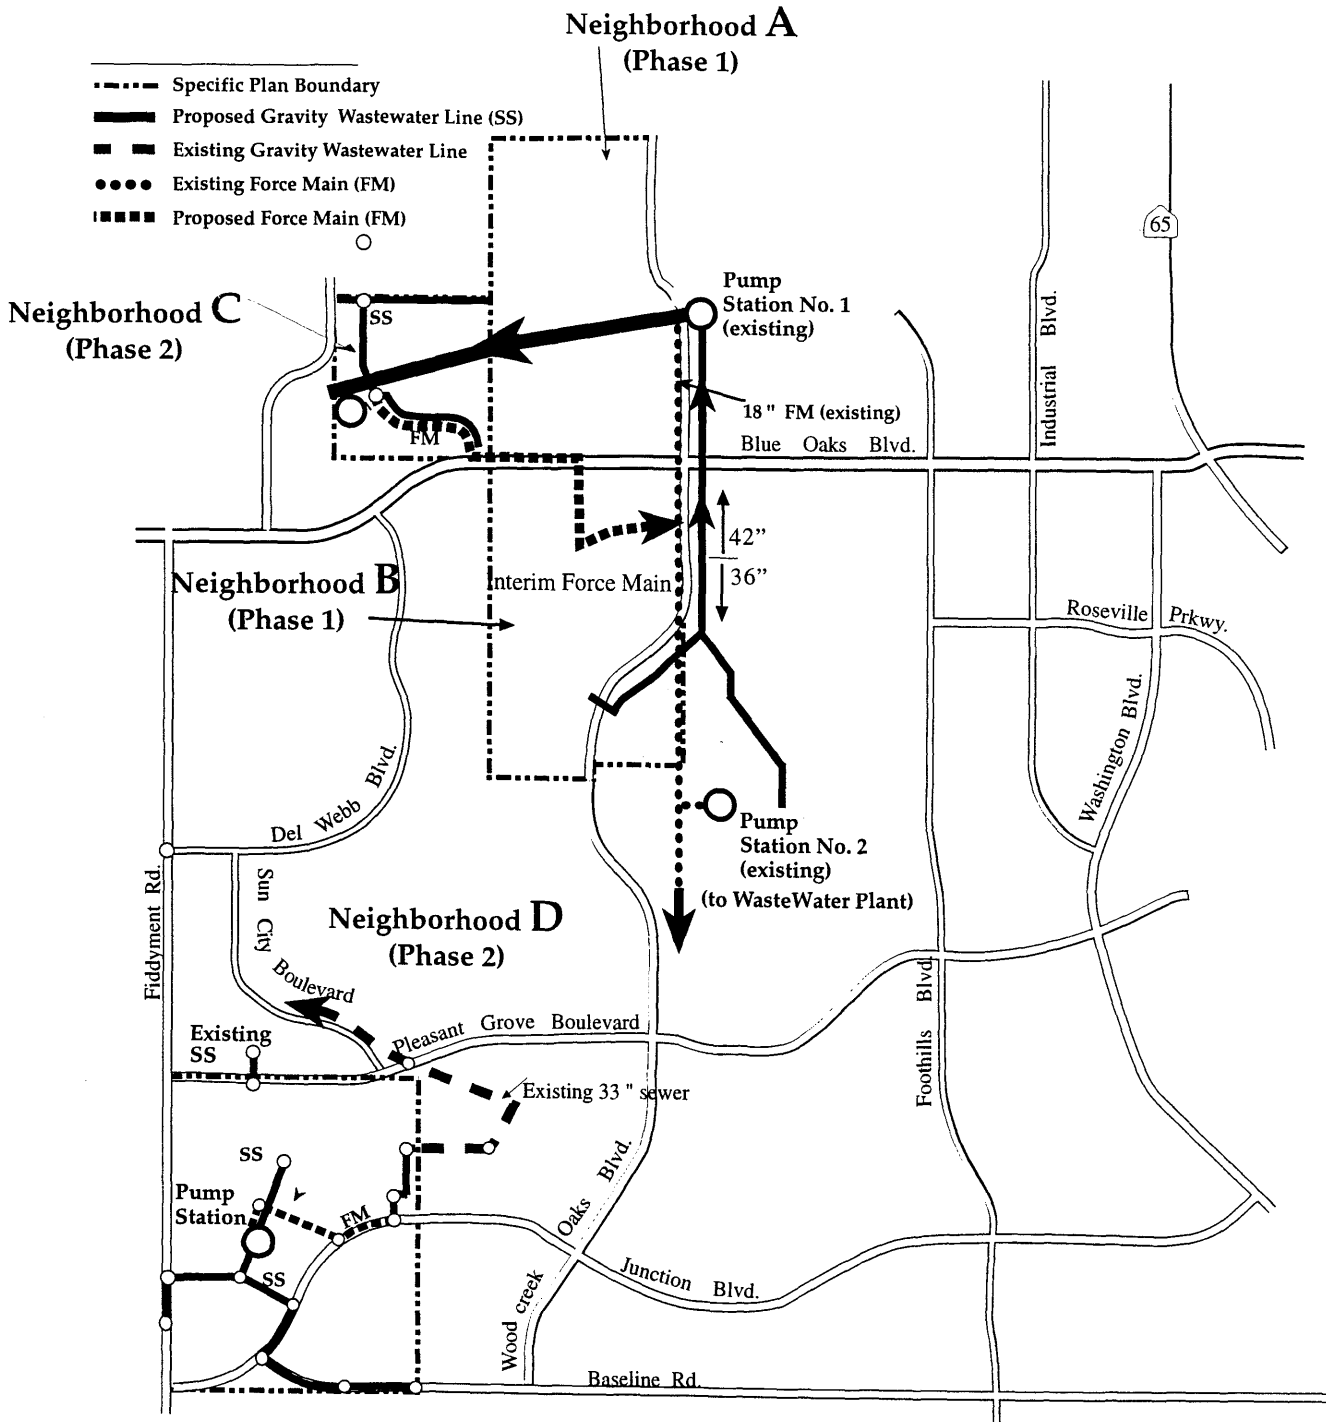 Neighborhood A
(Phase 1)
Specific Plan Boundary
Proposed Gravity Wastewater Line (SS)
Existing Gravity Wastewater Line
Existing Force Main (FM)
Proposed Force Main (FM)
65
Neighborhood C
(Phase 2)
SS
Pump
Station No. 1
(existing)
Industrial Blvd.
18 " FM (existing)
FM
Blue Oaks Blvd.
42”
36”
Neighborhood B
(Phase 1)
Interim Force Main
Roseville Prkwy.
Washington Blvd.
Del Webb Blvd.
Pump
Station No. 2
(existing)
(to WasteWater Plant)
Fiddyment Rd.
Sun City Boulevard
Neighborhood D
(Phase 2)
Pleasant Grove Boulevard
Foothills Blvd.
Existing
SS
Existing 33 " sewer
SS
Pump
Station
FM
SS
Woodcreek Oaks Blvd.
Junction Blvd.
Baseline Rd.